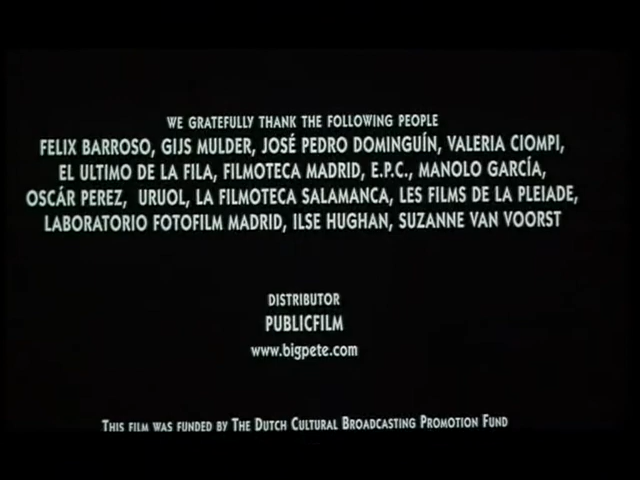 WE GRATEFULLY THANK THE FOLLOWING PEOPLE
FELIX BARROSO, GIJS MULDER, JOSÉ PEDRO DOMINGUÍN, VALERIA CIOMPI,
EL ULTIMO DE LA FILA, FILMOTECA MADRID, E.P.C., MANOLO GARCÍA,
OSCÁR PEREZ, URUOL, LA FILMOTECA SALAMANCA, LES FILMS DE LA PLEIADE,
LABORATORIO FOTOFILM MADRID, ILSE HUGHAN, SUZANNE VAN VOORST
DISTRIBUTOR
PUBLICFILM
www.bigpete.com
THIS FILM WAS FUNDED BY THE DUTCH CULTURAL BROADCASTING PROMOTION FUND